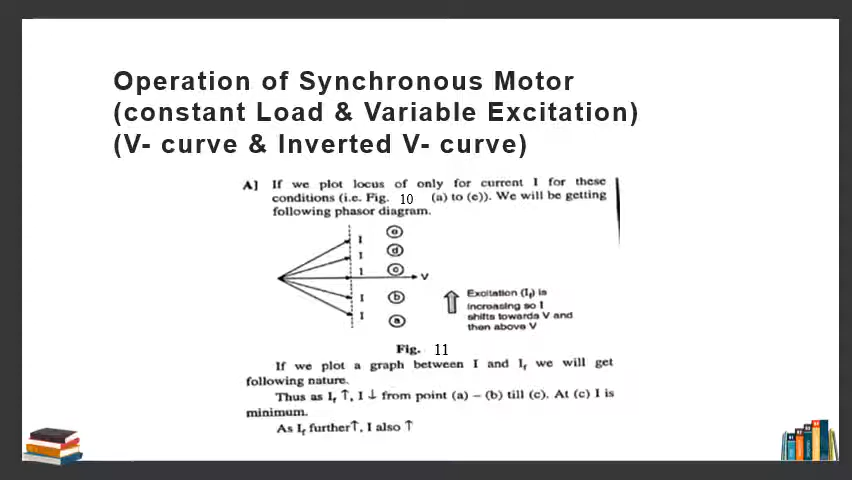 Operation of Synchronous Motor
(constant Load & Variable Excitation)
(V- curve & Inverted V- curve)
A] If we plot locus of only for current I for these
conditions (i.e. Fig. 10 (a) to (e)). We will be getting
following phasor diagram.
I e
I d
I c V
I b
I a
Excitation (If) is
increasing so I
shifts towards V and
then above V
Fig. 11
If we plot a graph between I and If we will get
following nature.
Thus as If ↑, I ↓ from point (a) – (b) till (c). At (c) I is
minimum.
As If further↑, I also ↑